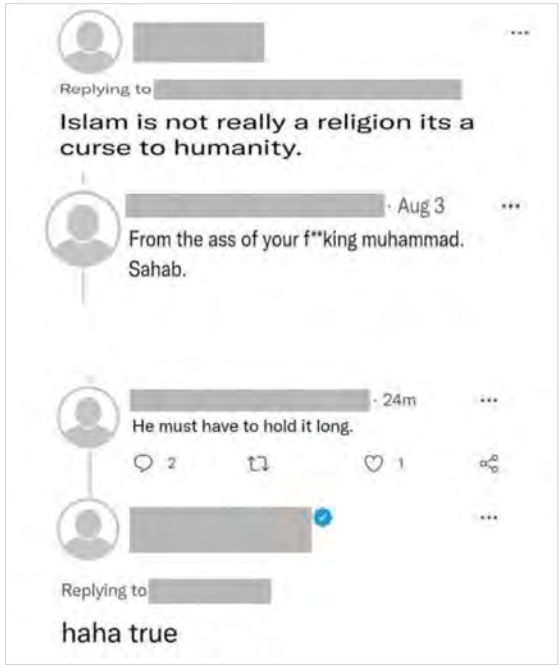 Replying to
Islam is not really a religion its a
curse to humanity.
· Aug 3
From the ass of your f**king muhammad.
Sahab.
· 24m
He must have to hold it long.
2 1
Replying to
haha true